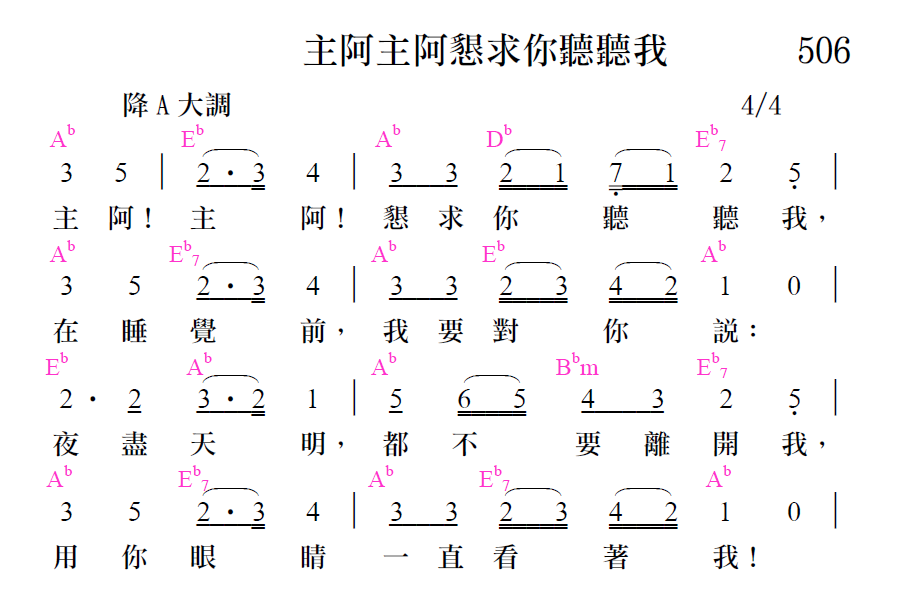 主阿主阿懇求你聽聽我 506
降 A 大調 4/4
A♭ E♭ A♭ D♭ E♭7
3 5 | 2 · 3 4 | 3 3 2 1 7̣ 1 2 5̣ |
主 阿！ 主 阿！ 懇 求 你 聽 聽 我，
A♭ E♭7 A♭ E♭ A♭
3 5 2 · 3 4 | 3 3 2 3 4 2 1 0 |
在 睡 覺 前， 我 要 對 你 説：
E♭ A♭ A♭ B♭m E♭7
2 · 2 3 · 2 1 | 5 6 5 4 3 2 5̣ |
夜 盡 天 明， 都 不 要 離 開 我，
A♭ E♭7 A♭ E♭7 A♭
3 5 2 · 3 4 | 3 3 2 3 4 2 1 0 |
用 你 眼 睛 一 直 看 著 我！